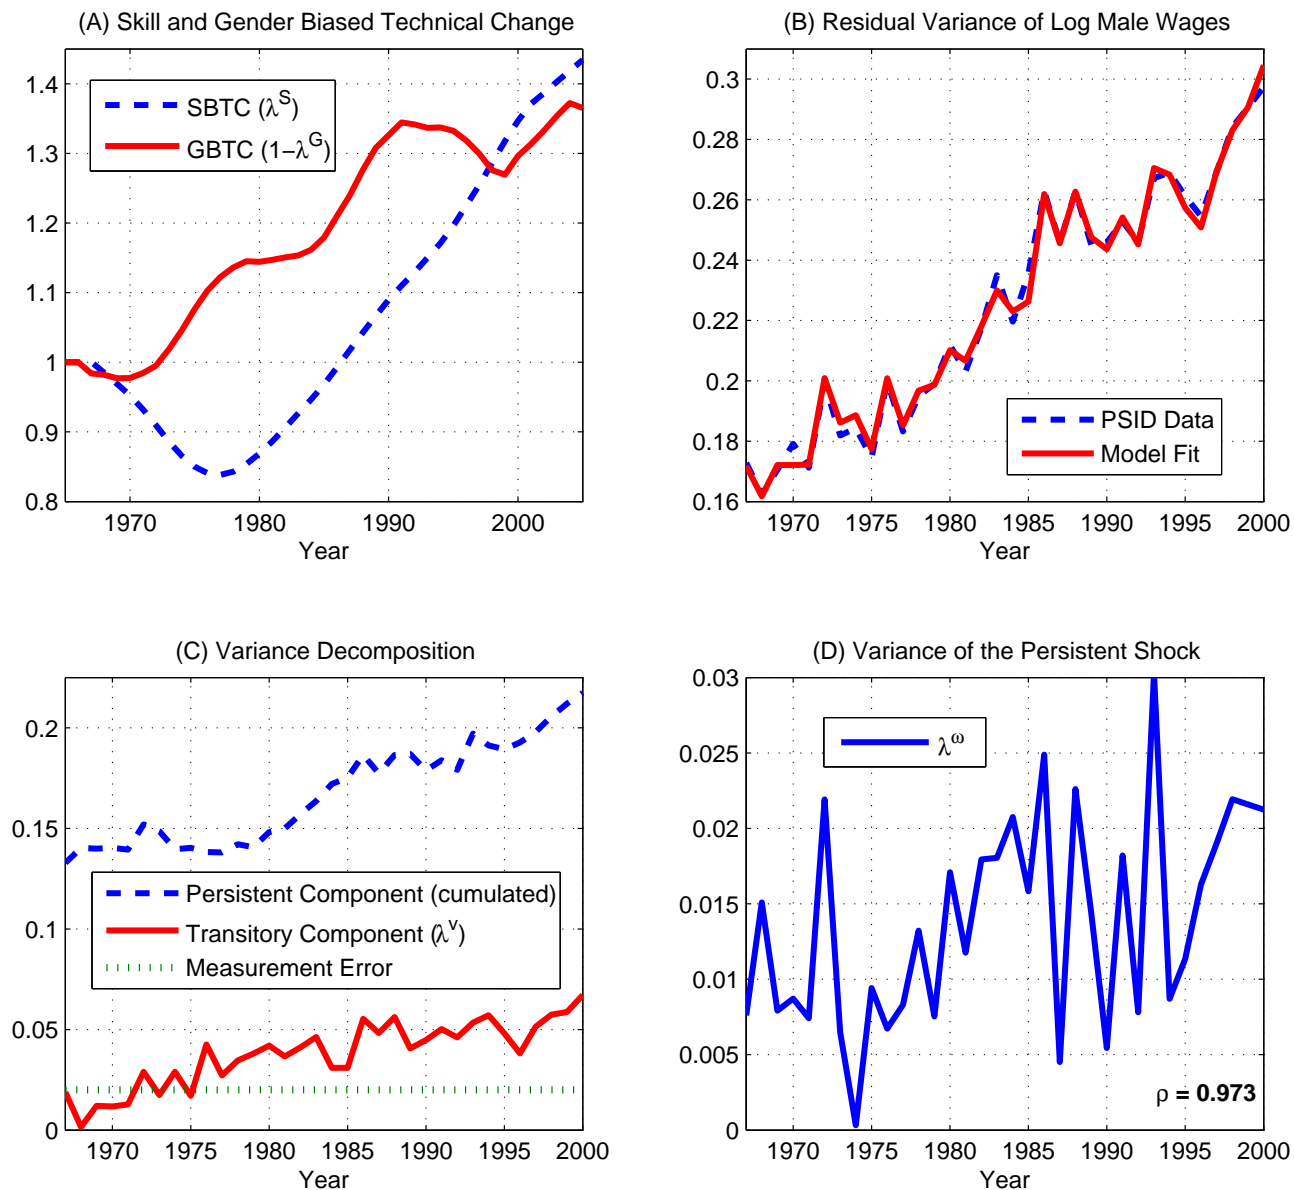 (A) Skill and Gender Biased Technical Change
1.4
1.3
1.2
1.1
1
0.9
0.8
SBTC (λ^S)
GBTC (1−λ^G)
1970 1980 1990 2000
Year
(B) Residual Variance of Log Male Wages
0.3
0.28
0.26
0.24
0.22
0.2
0.18
0.16
PSID Data
Model Fit
1970 1975 1980 1985 1990 1995 2000
Year
(C) Variance Decomposition
0.2
0.15
0.1
0.05
0
Persistent Component (cumulated)
Transitory Component (λ^v)
Measurement Error
1970 1975 1980 1985 1990 1995 2000
Year
(D) Variance of the Persistent Shock
0.03
0.025
0.02
0.015
0.01
0.005
0
λ^ω
ρ = 0.973
1970 1975 1980 1985 1990 1995 2000
Year